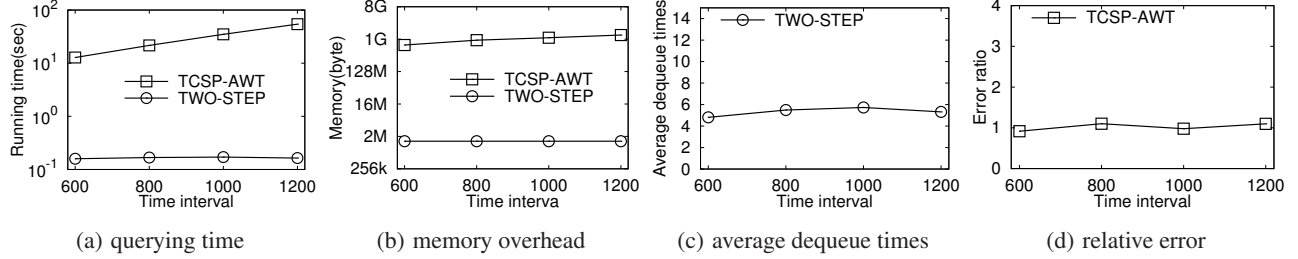 Running time(sec)
10^2
10^1
10^0
10^-1
TCSP-AWT
TWO-STEP
600 800 1000 1200
Time interval
(a) querying time
Memory(byte)
8G
1G
128M
16M
2M
256k
TCSP-AWT
TWO-STEP
600 800 1000 1200
Time interva
(b) memory overhead
Average dequeue times
14
12
10
8
6
4
2
0
TWO-STEP
600 800 1000 1200
Time interval
(c) average dequeue times
Error ratio
4
3
2
1
0
TCSP-AWT
600 800 1000 1200
Time interval
(d) relative error